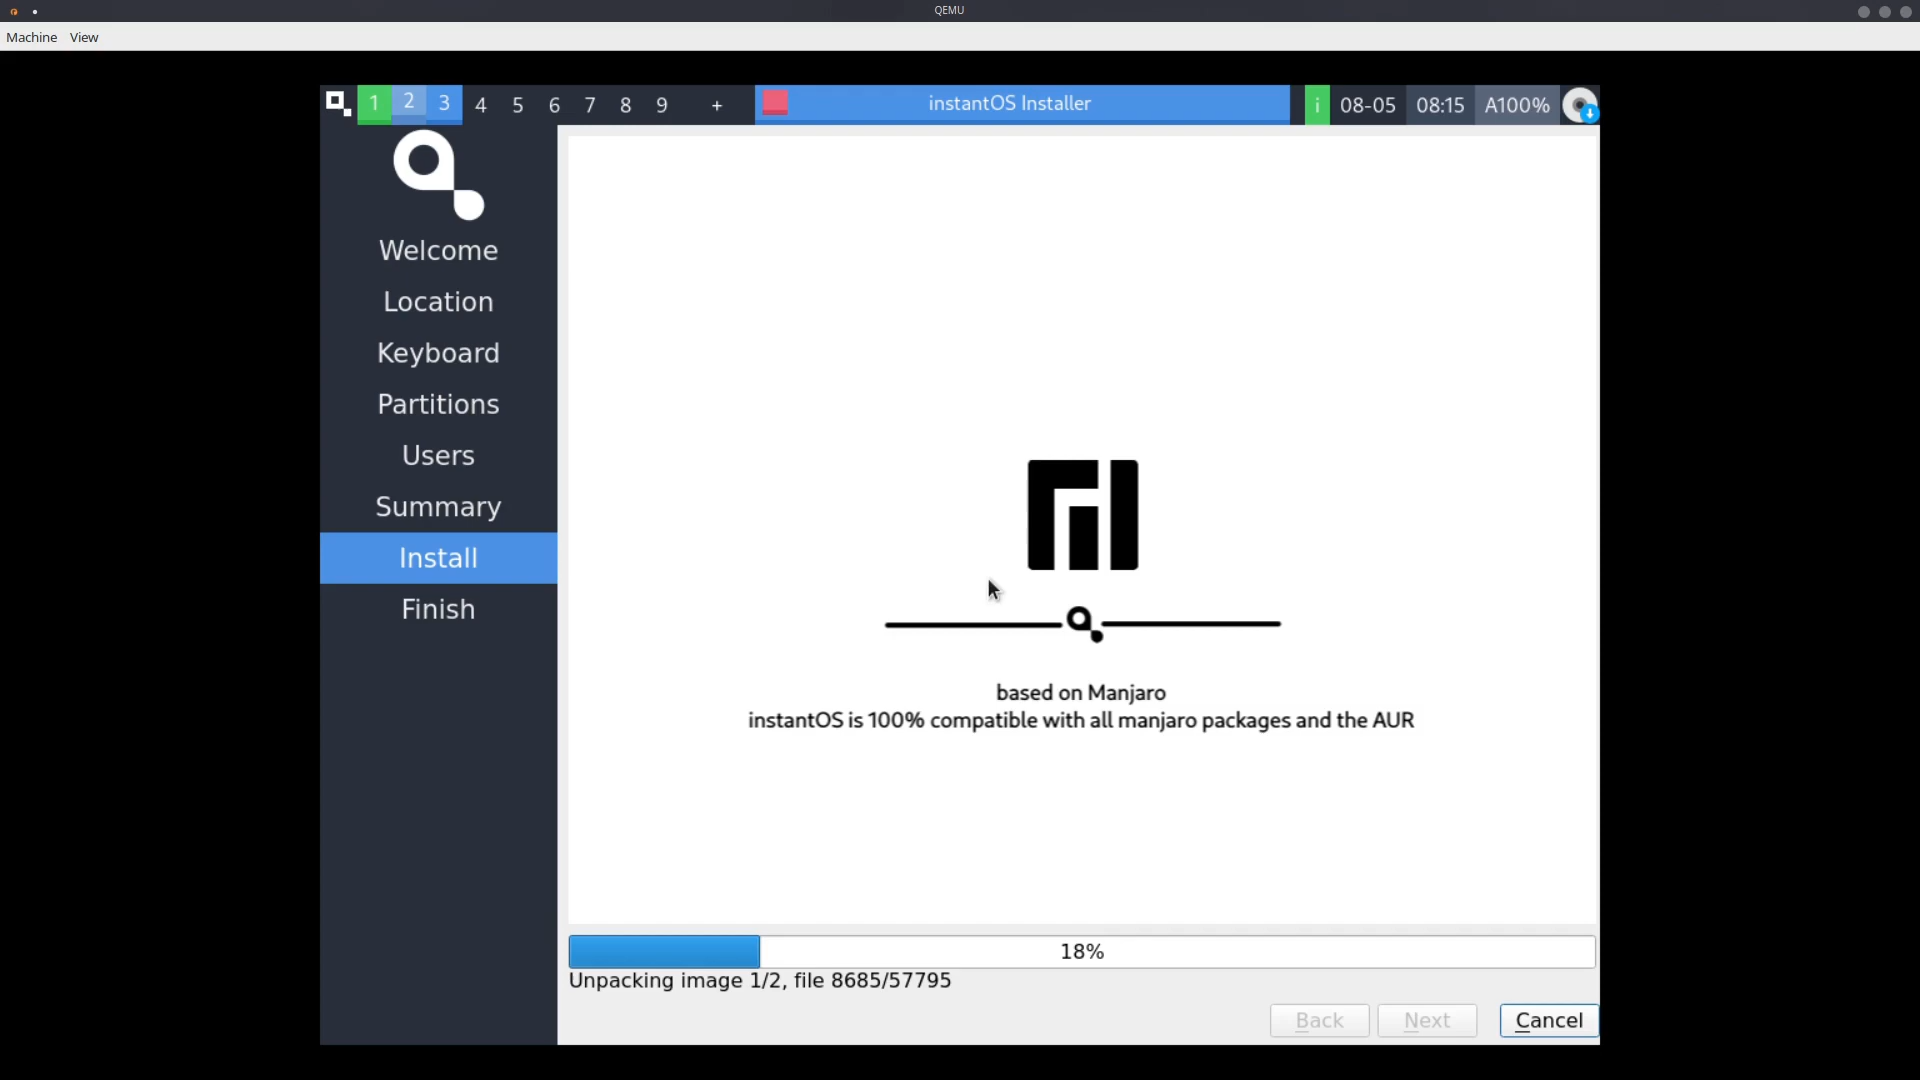 QEMU
Machine View
1 2 3 4 5 6 7 8 9 + instantOS Installer i 08-05 08:15 A100%
Welcome
Location
Keyboard
Partitions
Users
Summary
Install
Finish
based on Manjaro
instantOS is 100% compatible with all manjaro packages and the AUR
18%
Unpacking image 1/2, file 8685/57795
Back Next Cancel